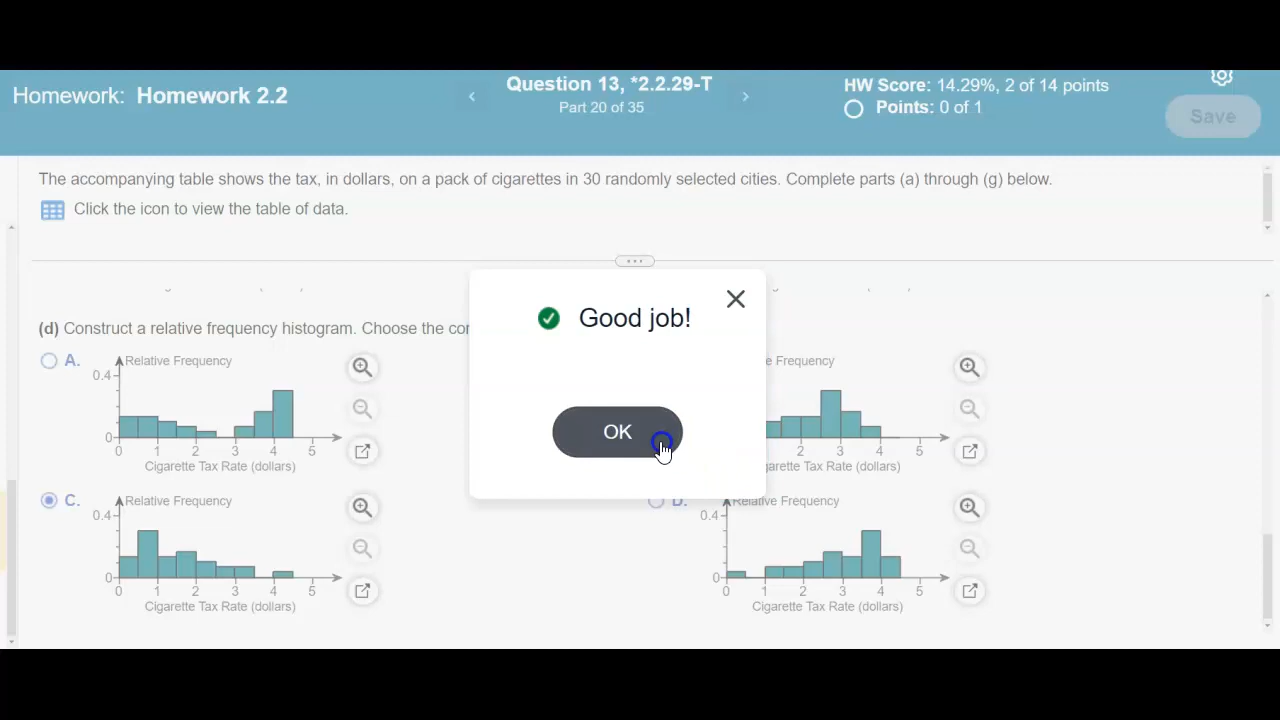 Homework: Homework 2.2
Question 13, *2.2.29-T
Part 20 of 35
HW Score: 14.29%, 2 of 14 points
Points: 0 of 1
Save
The accompanying table shows the tax, in dollars, on a pack of cigarettes in 30 randomly selected cities. Complete parts (a) through (g) below.
Click the icon to view the table of data.
Good job!
OK
(d) Construct a relative frequency histogram. Choose the
A.
Relative Frequency
0.4
0
0 1 2 3 4 5
Cigarette Tax Rate (dollars)
Frequency
2 3 4 5
Tax Rate (dollars)
C.
Relative Frequency
0.4
0
0 1 2 3 4 5
Cigarette Tax Rate (dollars)
D.
Relative Frequency
0.4
0
0 1 2 3 4 5
Cigarette Tax Rate (dollars)